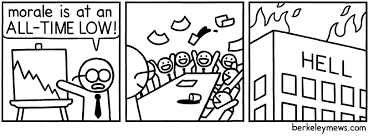 morale is at an
ALL-TIME LOW!
HELL
berkeleymews.com